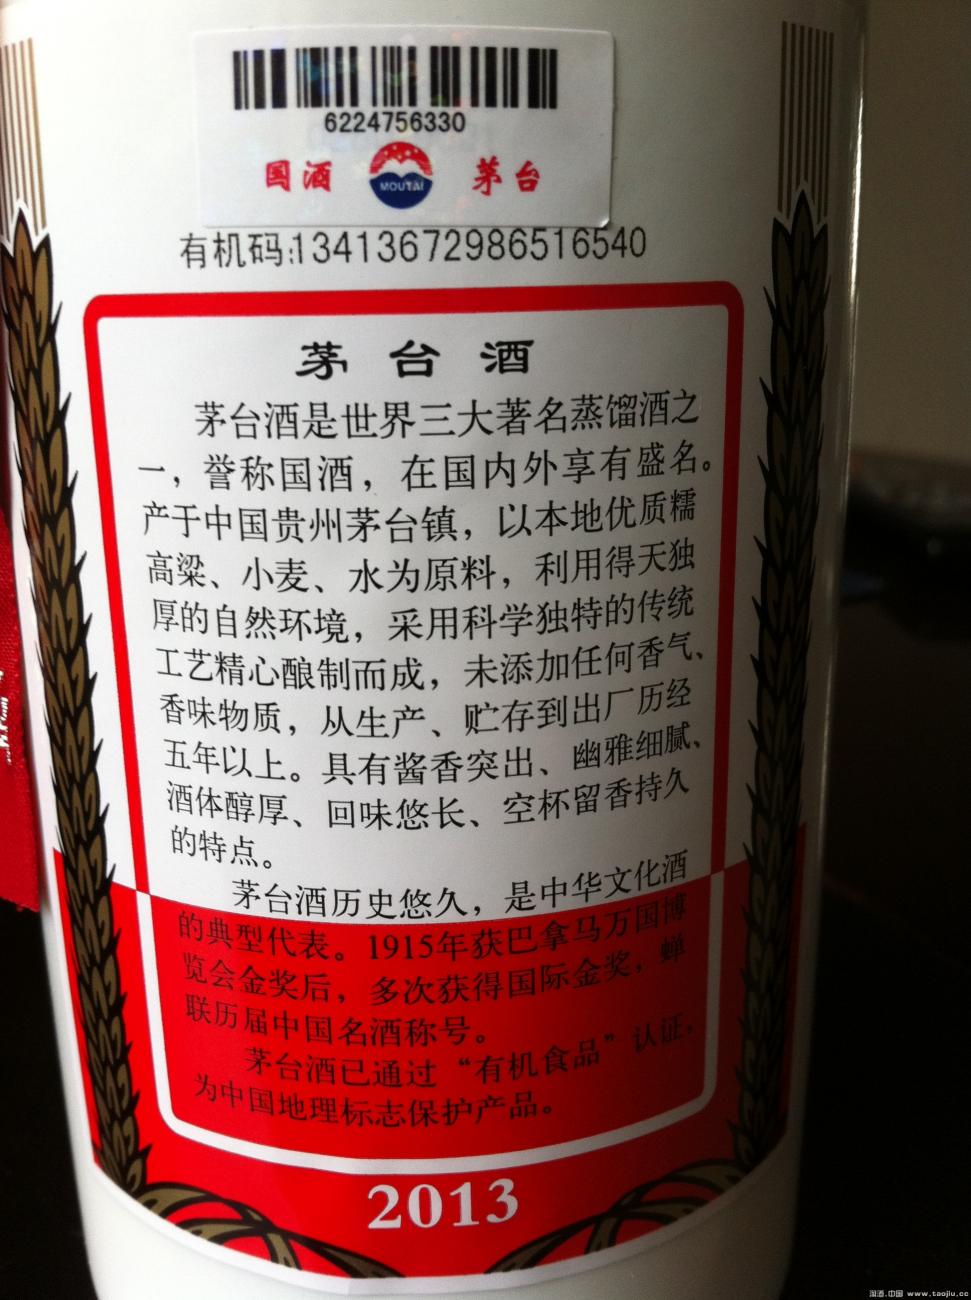 6224756330
国酒 MOUTAI 茅台
有机码:13413672986516540
茅台酒
茅台酒是世界三大著名蒸馏酒之
一，誉称国酒，在国内外享有盛名。
产于中国贵州茅台镇，以本地优质糯
高粱、小麦、水为原料，利用得天独
厚的自然环境，采用科学独特的传统
工艺精心酿制而成，未添加任何香气、
香味物质，从生产、贮存到出厂历经
五年以上。具有酱香突出、幽雅细腻、
酒体醇厚、回味悠长、空杯留香持久
的特点。
茅台酒历史悠久，是中华文化酒
的典型代表。1915年获巴拿马万国博
览会金奖后，多次获得国际金奖，蝉
联历届中国名酒称号。
茅台酒已通过“有机食品”认证，
为中国地理标志保护产品。
2013
淘酒.中国 www.taojiu.cc